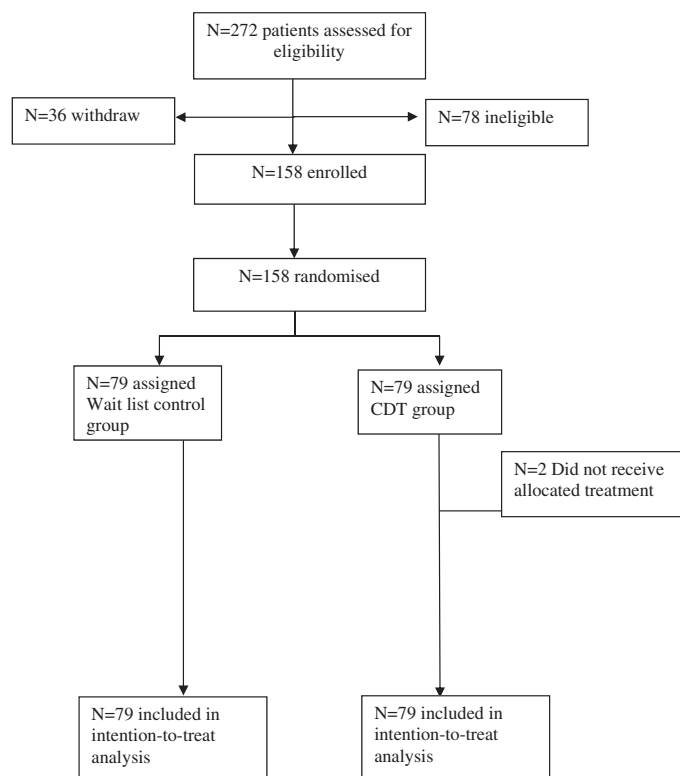 N=272 patients assessed for
eligibility
N=36 withdraw
N=78 ineligible
N=158 enrolled
N=158 randomised
N=79 assigned
Wait list control
group
N=79 assigned
CDT group
N=2 Did not receive
allocated treatment
N=79 included in
intention-to-treat
analysis
N=79 included in
intention-to-treat
analysis